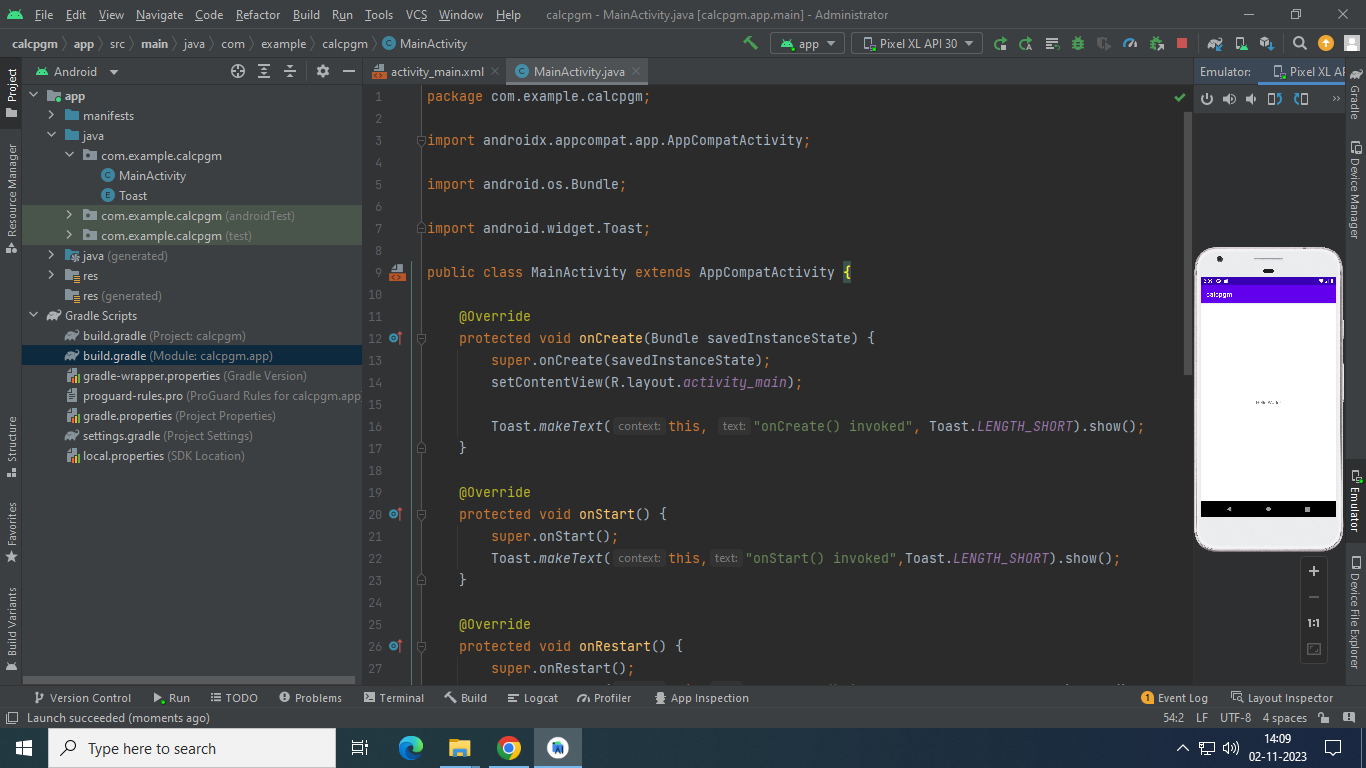 File Edit View Navigate Code Refactor Build Run Tools VCS Window Help calcpgm - MainActivity.java [calcpgm.app.main] - Administrator
calcpgm app src main java com example calcpgm MainActivity app Pixel XL API 30
Project
Resource Manager
Structure
Favorites
Build Variants
Android
app
manifests
java
com.example.calcpgm
MainActivity
Toast
com.example.calcpgm (androidTest)
com.example.calcpgm (test)
java (generated)
res
res (generated)
Gradle Scripts
build.gradle (Project: calcpgm)
build.gradle (Module: calcpgm.app)
gradle-wrapper.properties (Gradle Version)
proguard-rules.pro (ProGuard Rules for calcpgm.app
gradle.properties (Project Properties)
settings.gradle (Project Settings)
local.properties (SDK Location)
activity_main.xml MainActivity.java
1 package com.example.calcpgm;
2
3 import androidx.appcompat.app.AppCompatActivity;
4
5 import android.os.Bundle;
6
7 import android.widget.Toast;
8
9 public class MainActivity extends AppCompatActivity {
10
11 @Override
12 protected void onCreate(Bundle savedInstanceState) {
13 super.onCreate(savedInstanceState);
14 setContentView(R.layout.activity_main);
15
16 Toast.makeText( context: this, text: "onCreate() invoked", Toast.LENGTH_SHORT).show();
17 }
18
19 @Override
20 protected void onStart() {
21 super.onStart();
22 Toast.makeText( context: this, text: "onStart() invoked",Toast.LENGTH_SHORT).show();
23 }
24
25 @Override
26 protected void onRestart() {
27 super.onRestart();
Emulator: Pixel XL AP
calcpgm
1:1
Gradle
Device Manager
Emulator
Device File Explorer
Version Control Run TODO Problems Terminal Build Logcat Profiler App Inspection 1 Event Log Layout Inspector
Launch succeeded (moments ago) 54:2 LF UTF-8 4 spaces
Type here to search
14:09
02-11-2023